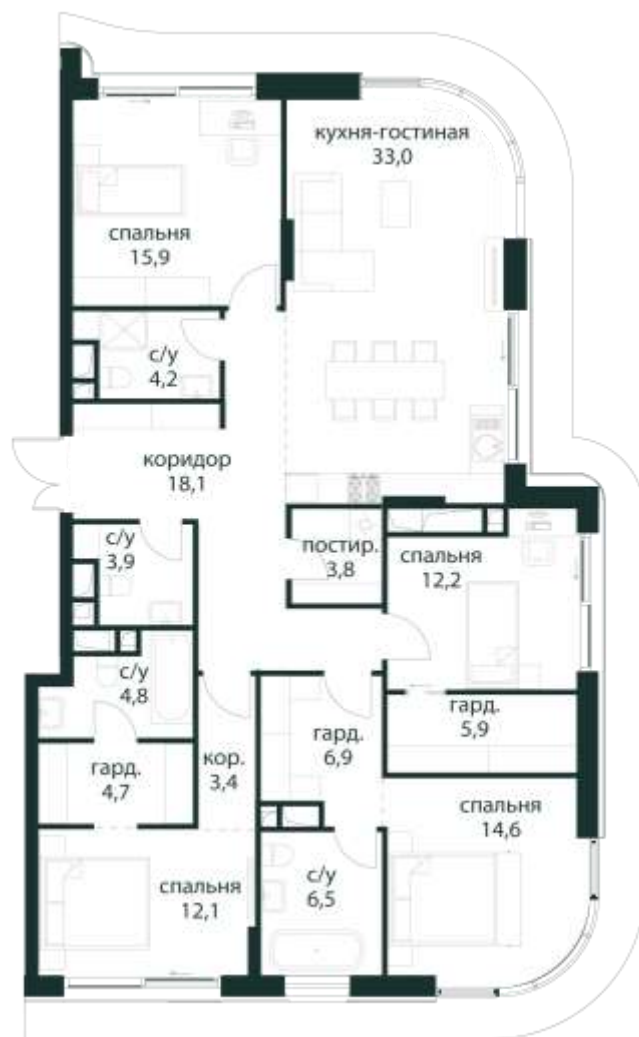 кухня-гостиная
33,0
спальня
15,9
с/у
4,2
коридор
18,1
с/у
3,9
постир.
3,8
спальня
12,2
с/у
4,8
гард.
5,9
гард.
6,9
гард.
4,7
кор.
3,4
спальня
14,6
спальня
12,1
с/у
6,5